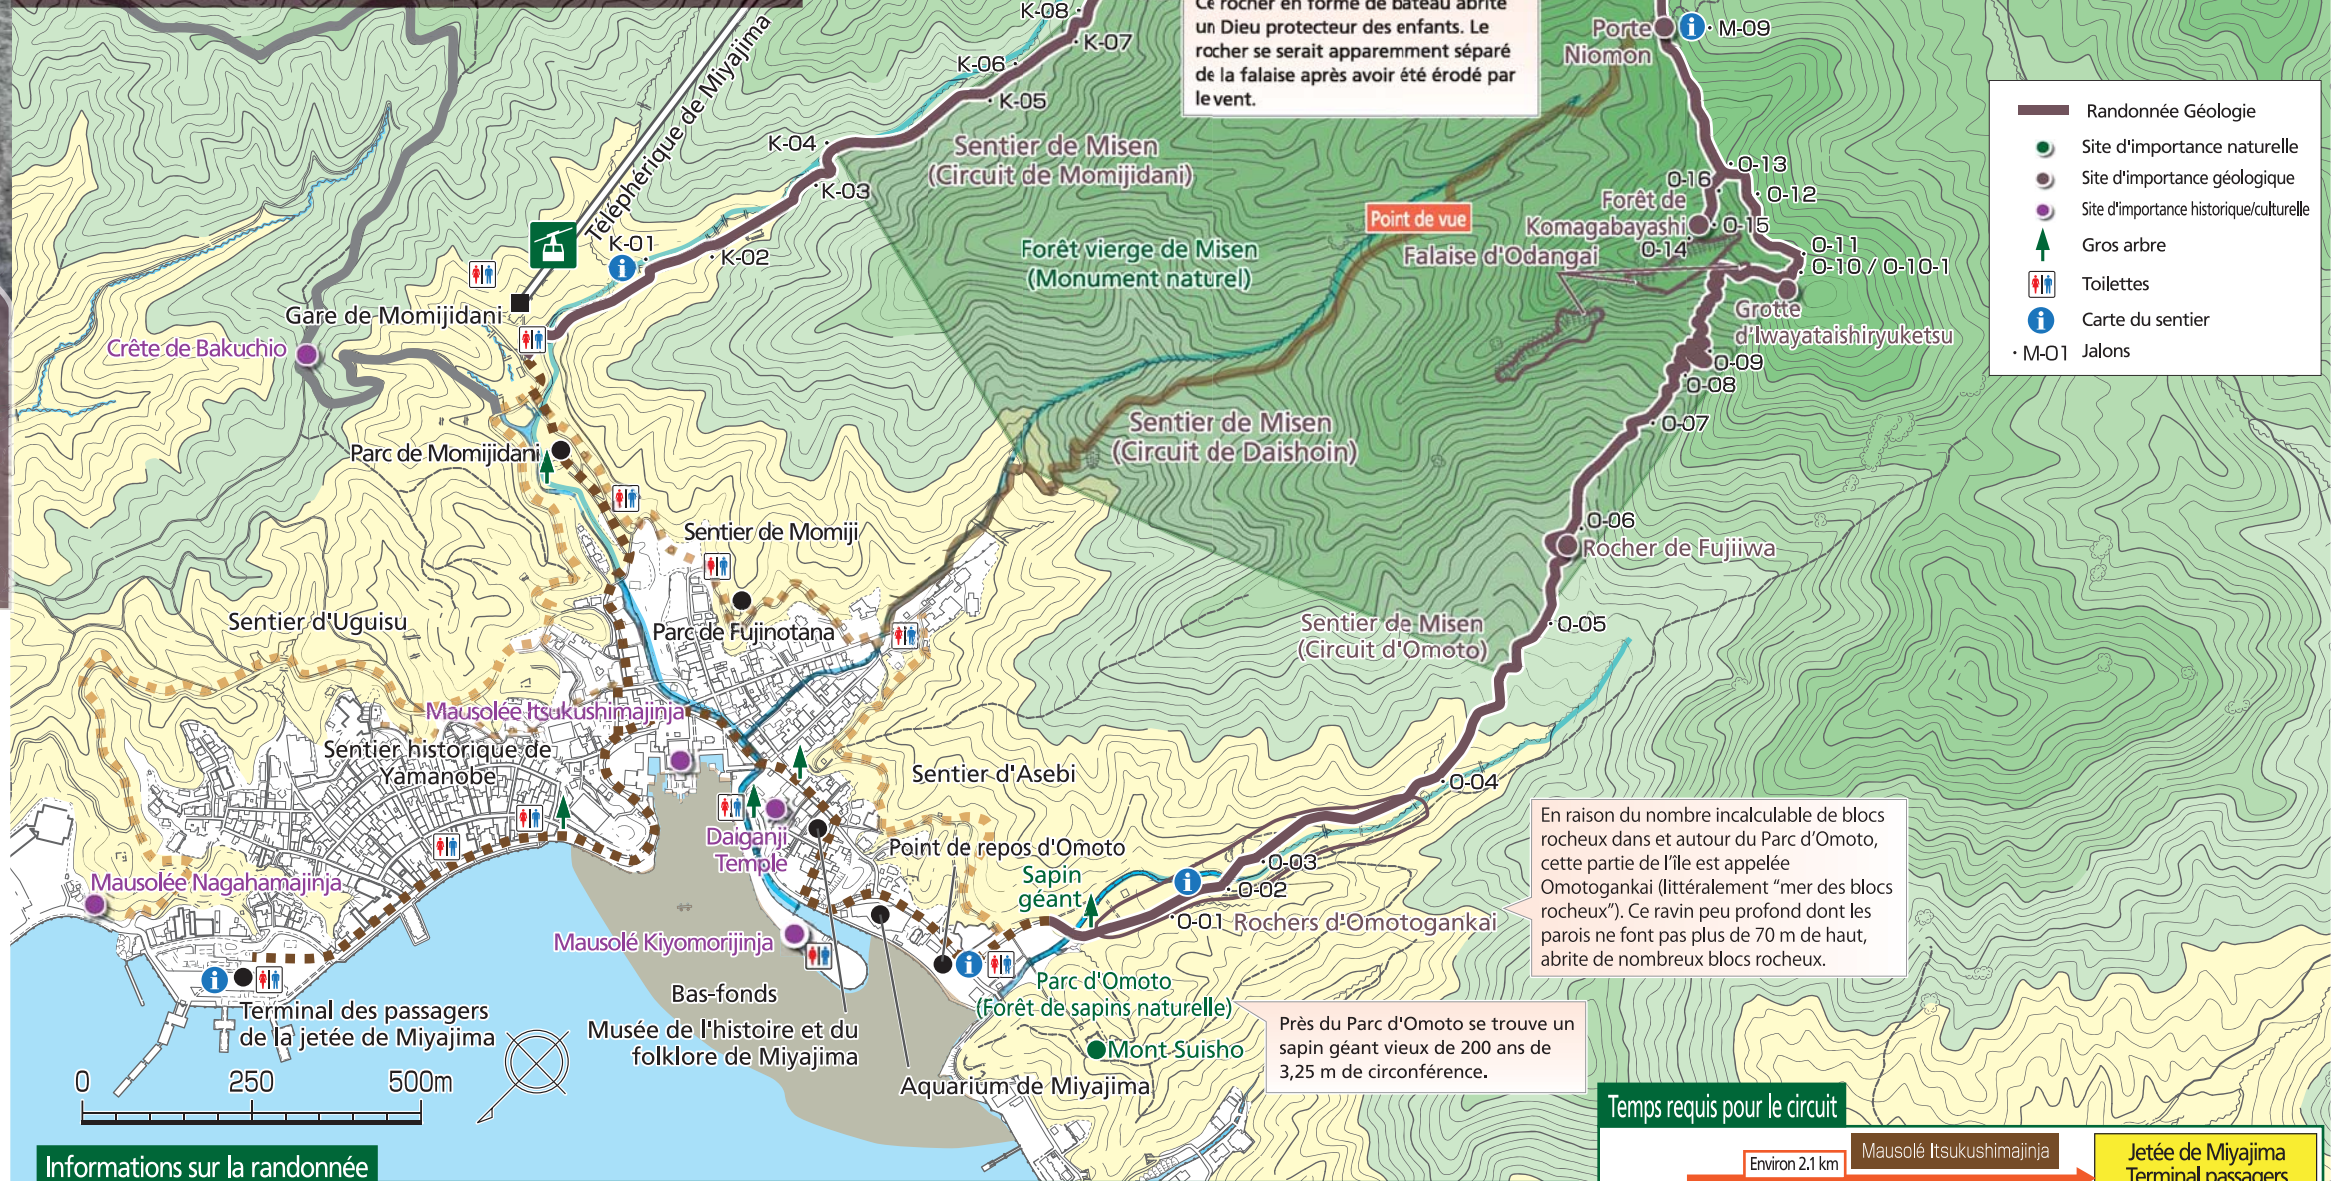 Ce rocher en forme de bateau abrite
un Dieu protecteur des enfants. Le
rocher se serait apparemment séparé
de la falaise après avoir été érodé par
le vent.
K-08
K-07
K-06
K-05
K-04
K-03
K-02
K-01
Téléphérique de Miyajima
Porte
Niomon
M-09
Randonnée Géologie
Site d'importance naturelle
Site d'importance géologique
Site d'importance historique/culturelle
Gros arbre
Toilettes
Carte du sentier
M-01 Jalons
Sentier de Misen
(Circuit de Momijidani)
Forêt vierge de Misen
(Monument naturel)
Point de vue
Forêt de
Komagabayashi
Falaise d'Odangai
O-16
O-13
O-12
O-15
O-14
O-11
O-10 / O-10-1
Grotte
d'Iwayataishiryuketsu
O-09
O-08
O-07
Gare de Momijidani
Crête de Bakuchio
Sentier de Misen
(Circuit de Daishoin)
Parc de Momijidani
O-06
Rocher de Fujiiwa
Sentier de Momiji
Sentier d'Uguisu
Parc de Fujinotana
Sentier de Misen
(Circuit d'Omoto)
O-05
Mausolée Itsukushimajinja
Sentier historique de
Yamanobe
Sentier d'Asebi
O-04
Daiganji
Temple
Point de repos d'Omoto
Sapin
géant
O-03
O-02
O-01
Rochers d'Omotogankai
En raison du nombre incalculable de blocs
rocheux dans et autour du Parc d'Omoto,
cette partie de l'île est appelée
Omotogankai (littéralement “mer des blocs
rocheux”). Ce ravin peu profond dont les
parois ne font pas plus de 70 m de haut,
abrite de nombreux blocs rocheux.
Mausolée Nagahamajinja
Mausolé Kiyomorijinja
Terminal des passagers
de la jetée de Miyajima
Bas-fonds
Musée de l'histoire et du
folklore de Miyajima
Aquarium de Miyajima
Parc d'Omoto
(Forêt de sapins naturelle)
Mont Suisho
Près du Parc d'Omoto se trouve un
sapin géant vieux de 200 ans de
3,25 m de circonférence.
0 250 500m
Informations sur la randonnée
Temps requis pour le circuit
Environ 2.1 km
Mausolé Itsukushimajinja
Jetée de Miyajima
Terminal passagers